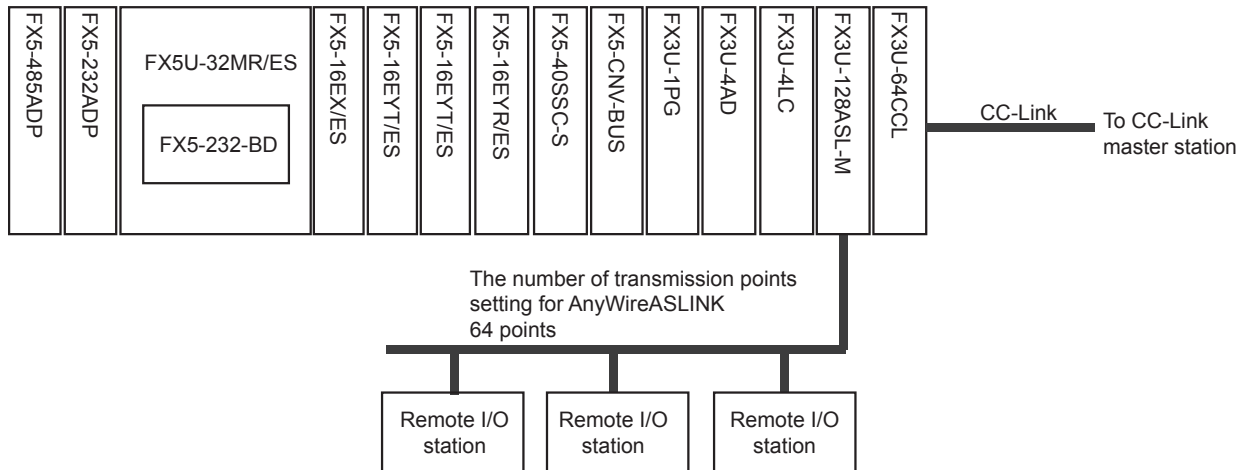 FX5-485ADP
FX5-232ADP
FX5U-32MR/ES
FX5-232-BD
FX5-16EX/ES
FX5-16EYT/ES
FX5-16EYT/ES
FX5-16EYR/ES
FX5-40SSC-S
FX5-CNV-BUS
FX3U-1PG
FX3U-4AD
FX3U-4LC
FX3U-128ASL-M
FX3U-64CCL
CC-Link
To CC-Link
master station
The number of transmission points
setting for AnyWireASLINK
64 points
Remote I/O
station
Remote I/O
station
Remote I/O
station